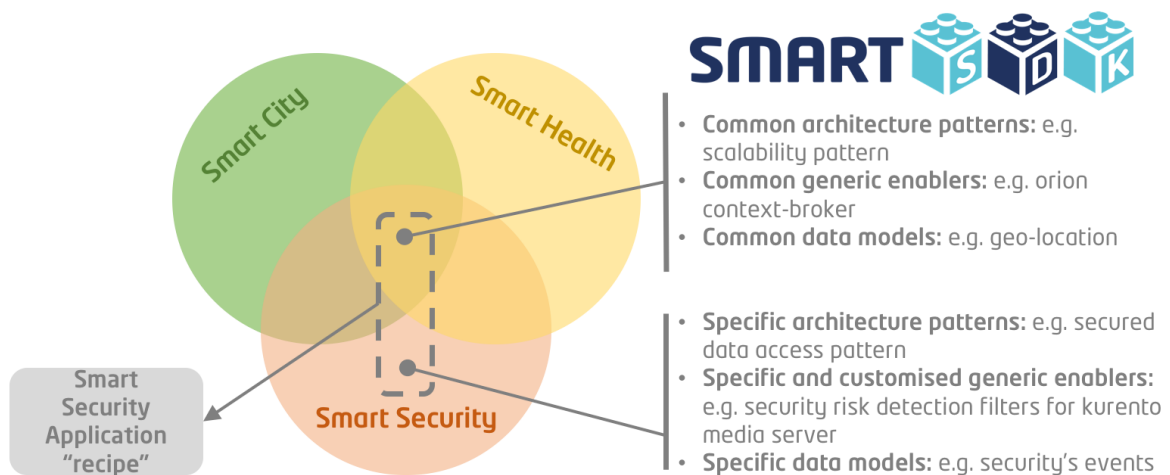 SMART SDK
Smart City
Smart Health
• Common architecture patterns: e.g.
scalability pattern
• Common generic enablers: e.g. orion
context-broker
• Common data models: e.g. geo-location
• Specific architecture patterns: e.g. secured
data access pattern
• Specific and customised generic enablers:
e.g. security risk detection filters for kurento
media server
• Specific data models: e.g. security's events
Smart Security
Smart
Security
Application
“recipe”